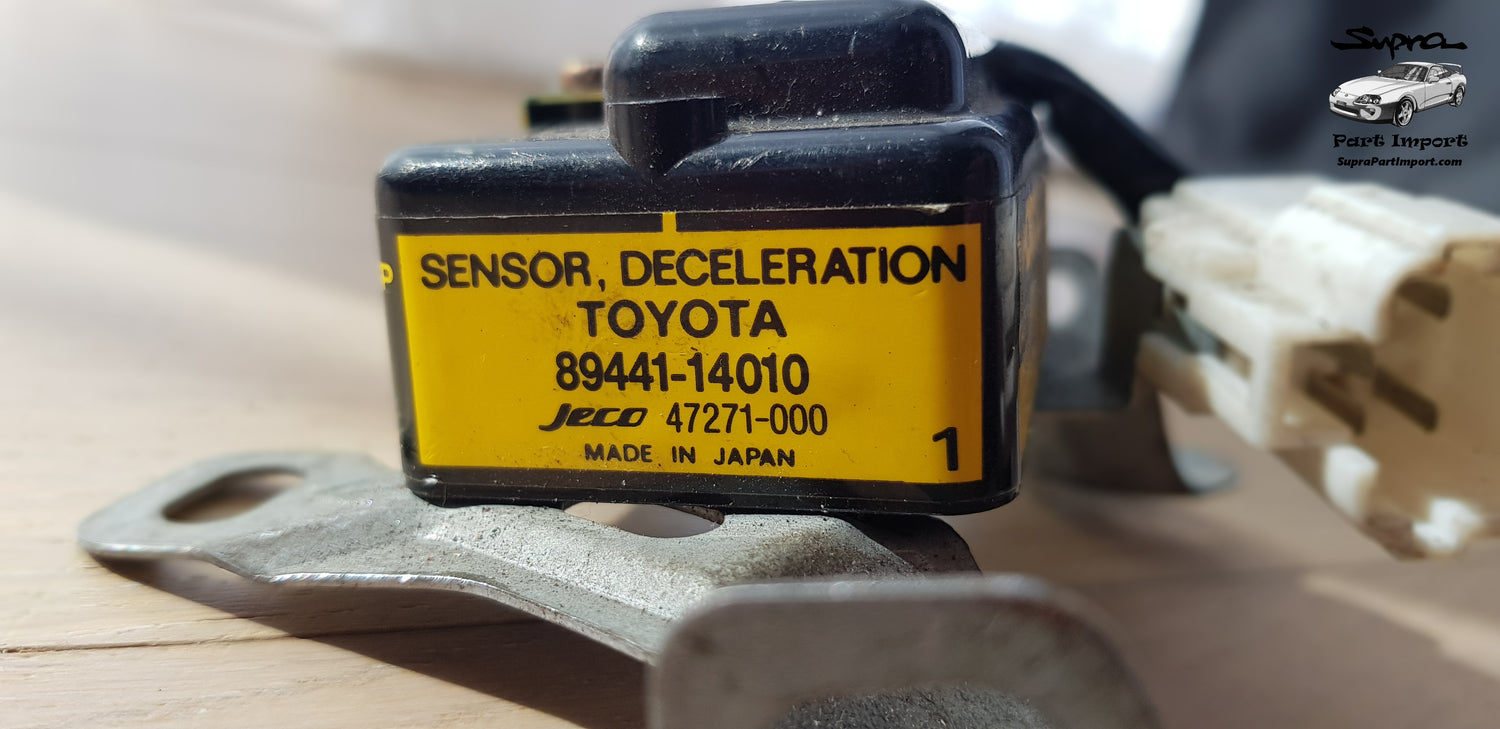 Supra
Part Import
SupraPartImport.com
P
SENSOR, DECELERATION
TOYOTA
89441-14010
Jeco 47271-000
MADE IN JAPAN
1